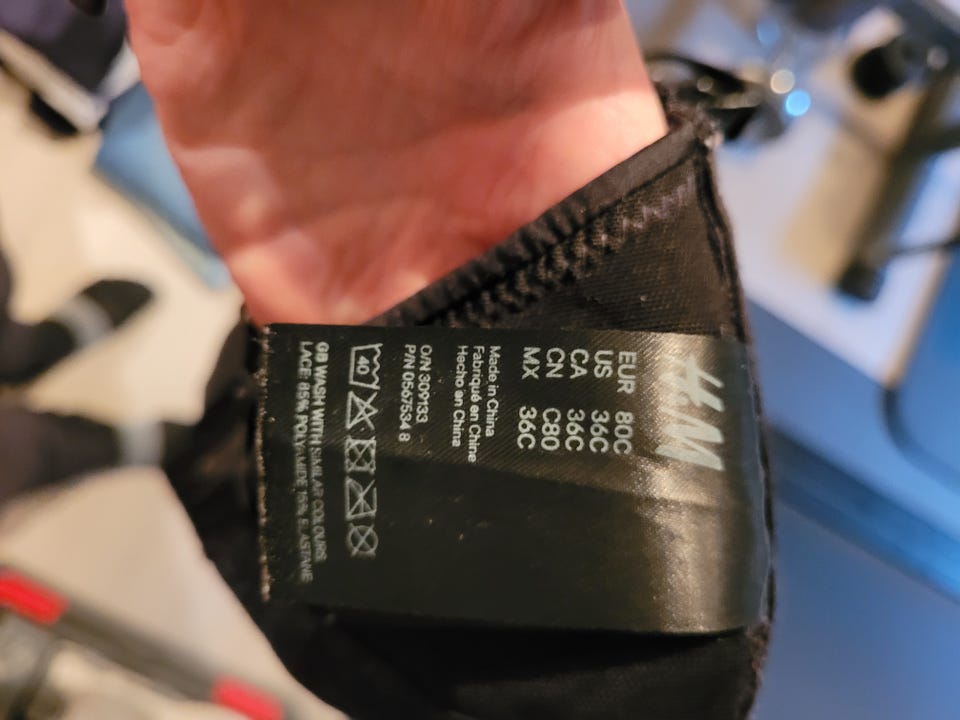 H&M
EUR 80C
US 36C
CA 36C
CN C80
MX 36C
Made in China
Fabriqué en Chine
Hecho en China
O/N 309133
P/N 0567534 8
40
GB WASH WITH SIMILAR COLOURS
LACE 85% POLYAMIDE 15% ELASTANE